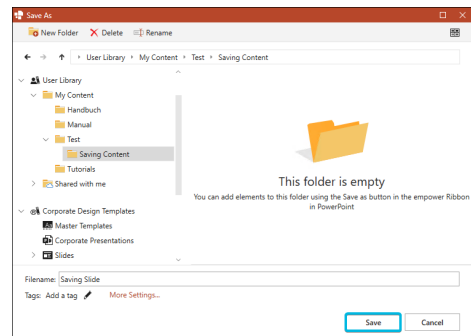 Save As
New Folder Delete Rename
User Library My Content Test Saving Content
User Library
My Content
Handbuch
Manual
Test
Saving Content
Tutorials
Shared with me
Corporate Design Templates
Master Templates
Corporate Presentations
Slides
This folder is empty
You can add elements to this folder using the Save as button in the empower Ribbon
in PowerPoint
Filename: Saving Slide
Tags: Add a tag More Settings...
Save Cancel